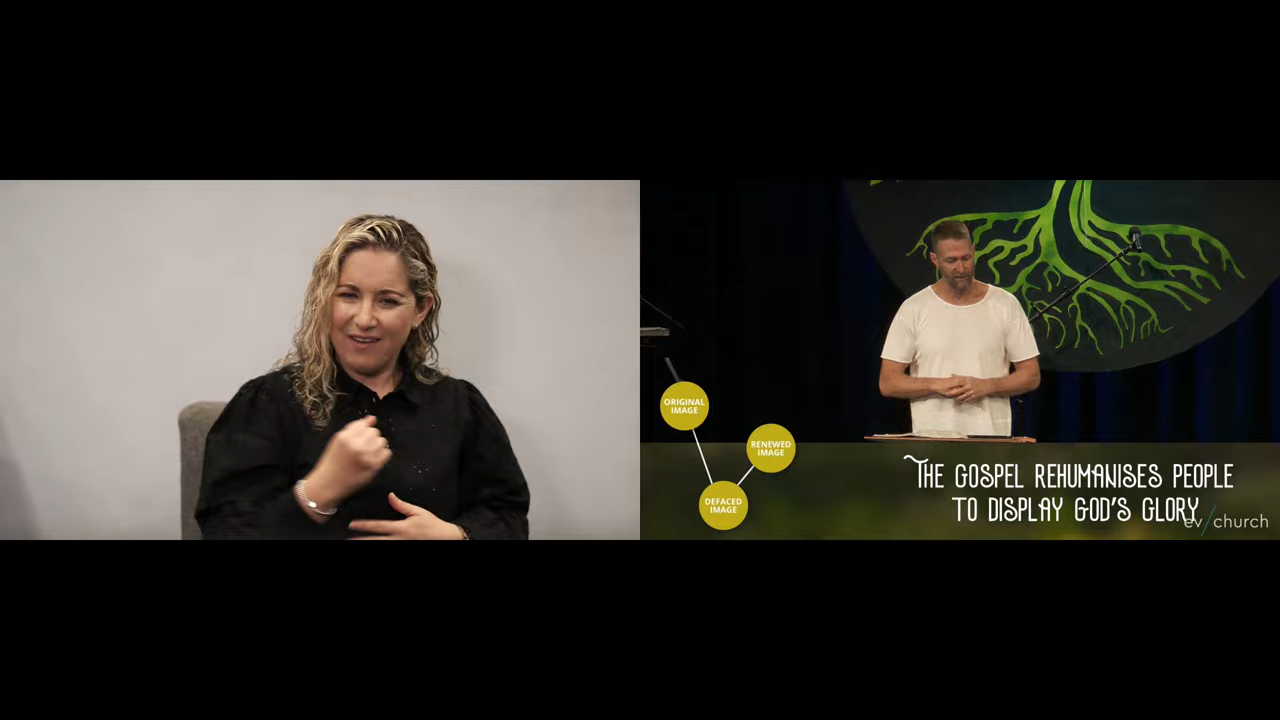 ORIGINAL
IMAGE
RENEWED
IMAGE
DEFACED
IMAGE
THE GOSPEL REHUMANISES PEOPLE
TO DISPLAY GOD'S GLORY
ev/church